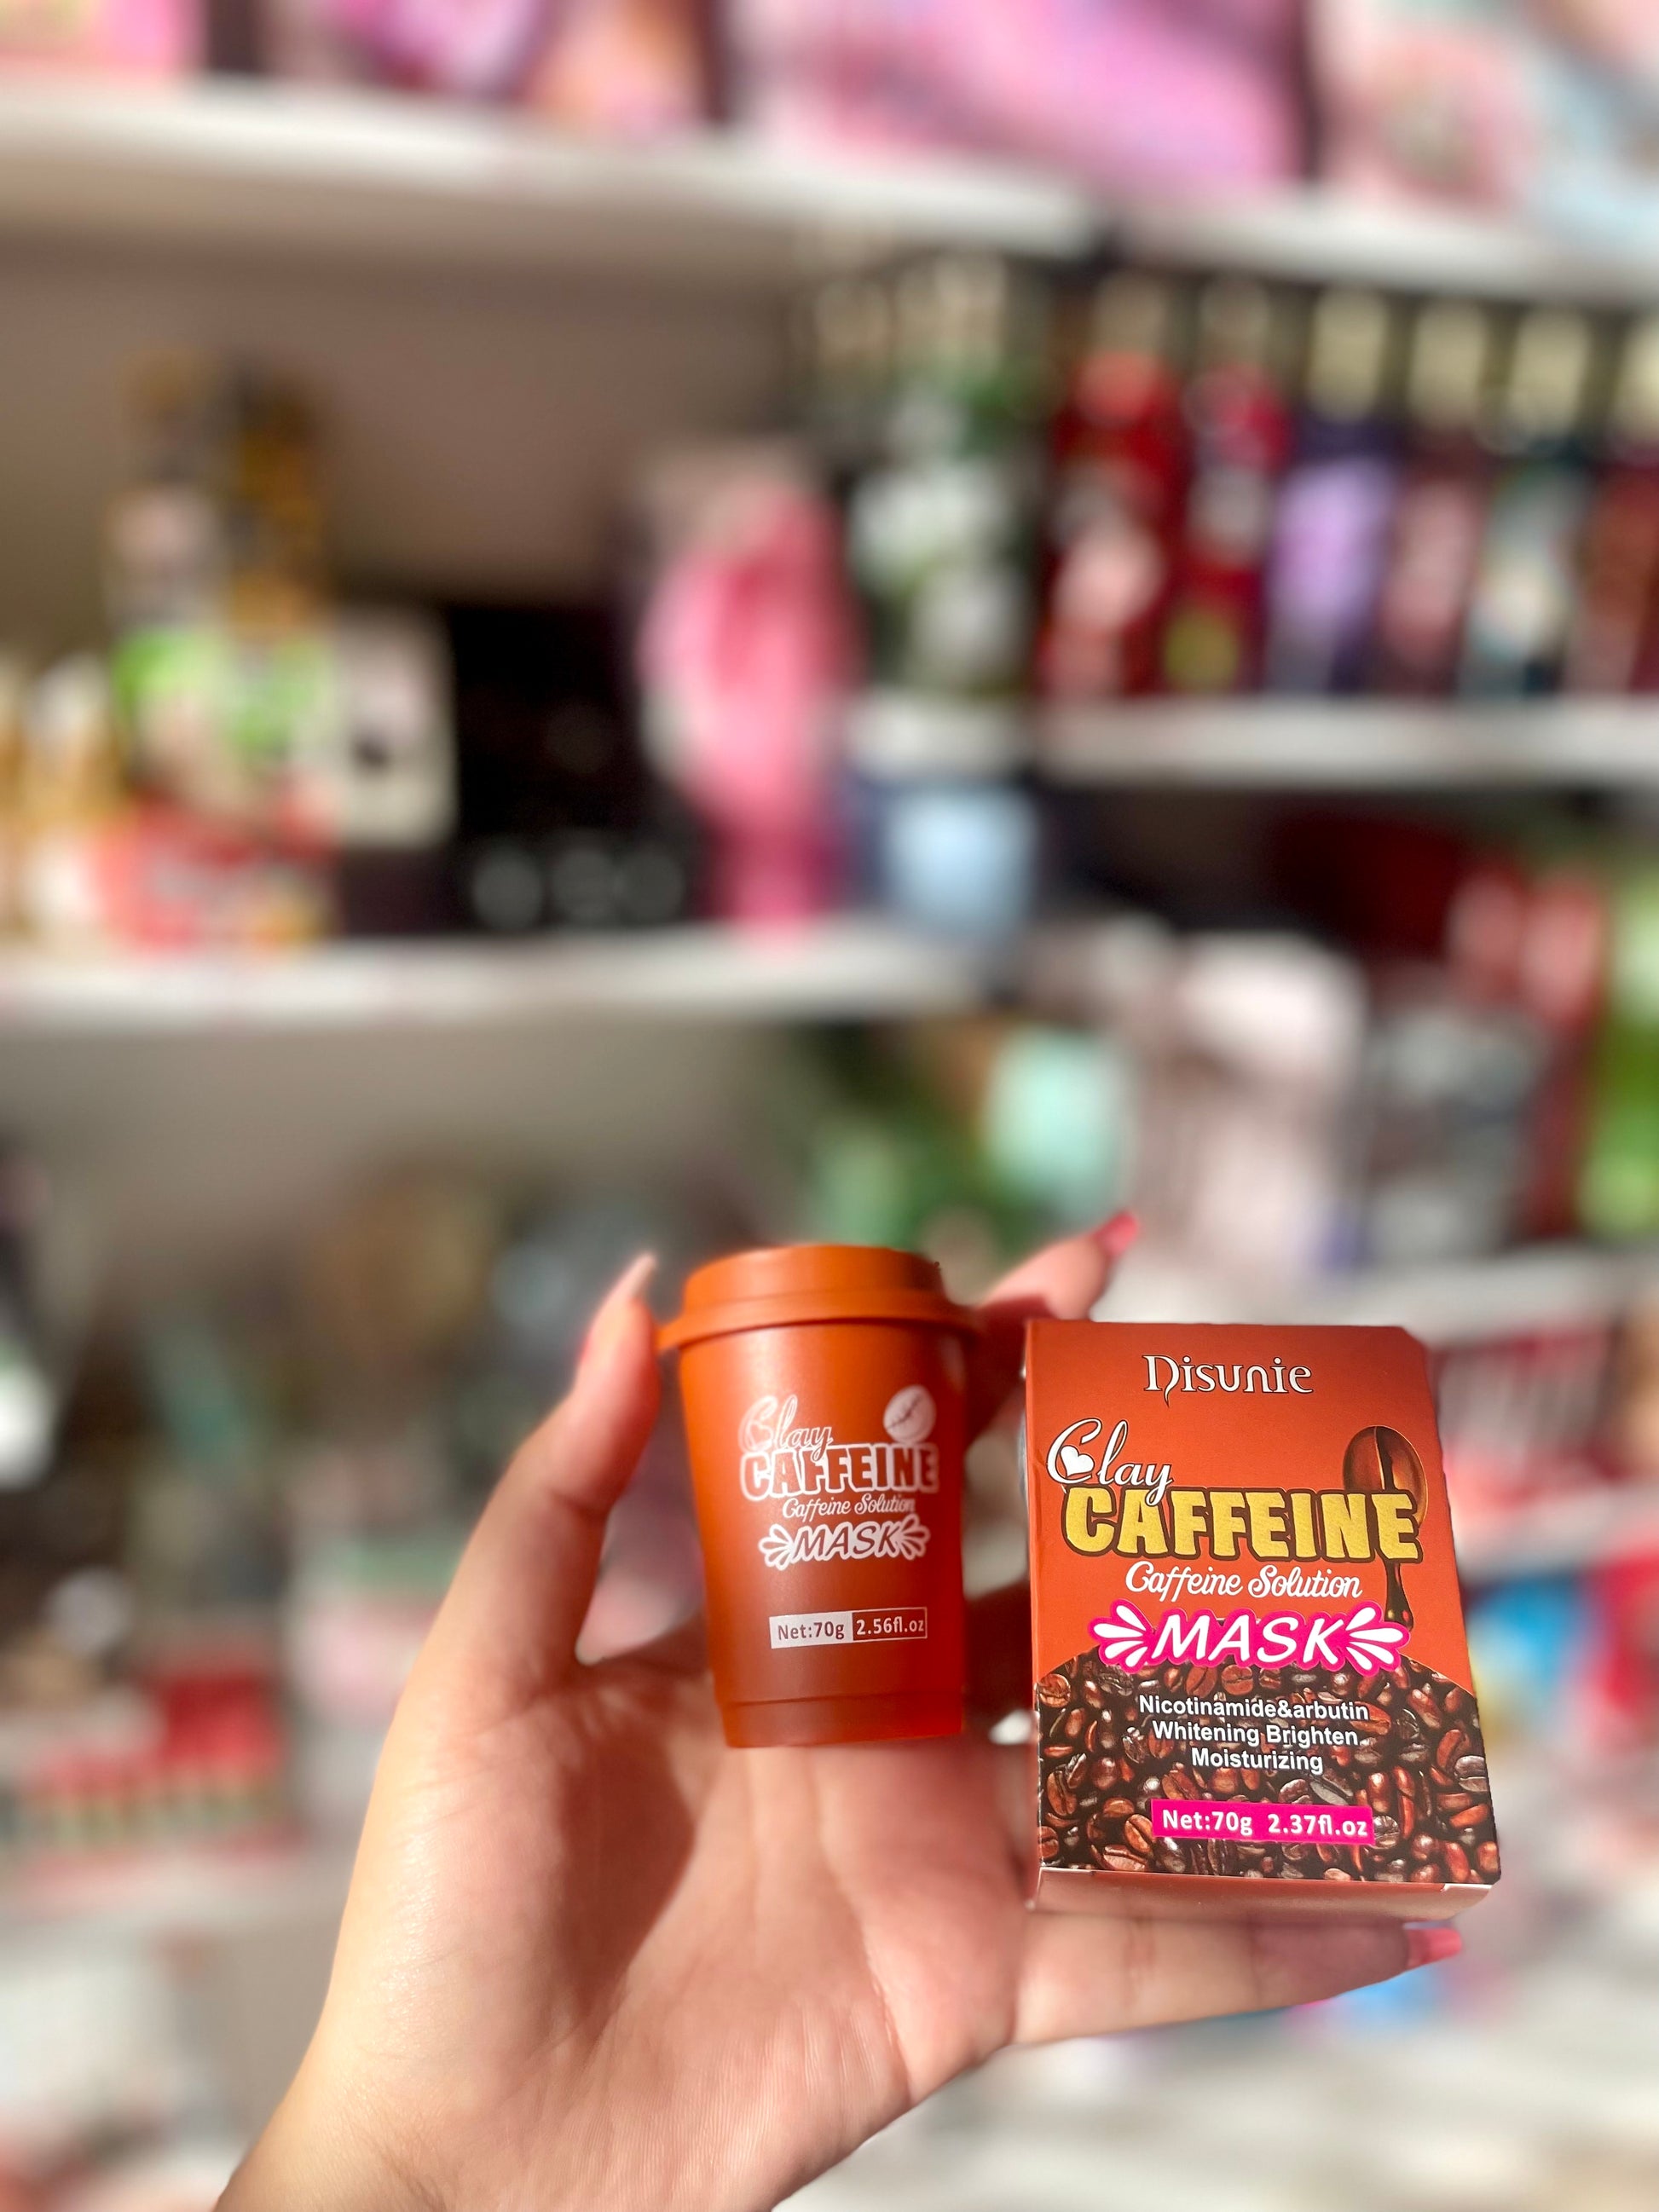 Clay
CAFFEINE
Caffeine Solution
MASK
Net:70g 2.56fl.oz
Disunie
Clay
CAFFEINE
Caffeine Solution
MASK
Nicotinamide&arbutin
Whitening Brighten
Moisturizing
Net:70g 2.37fl.oz